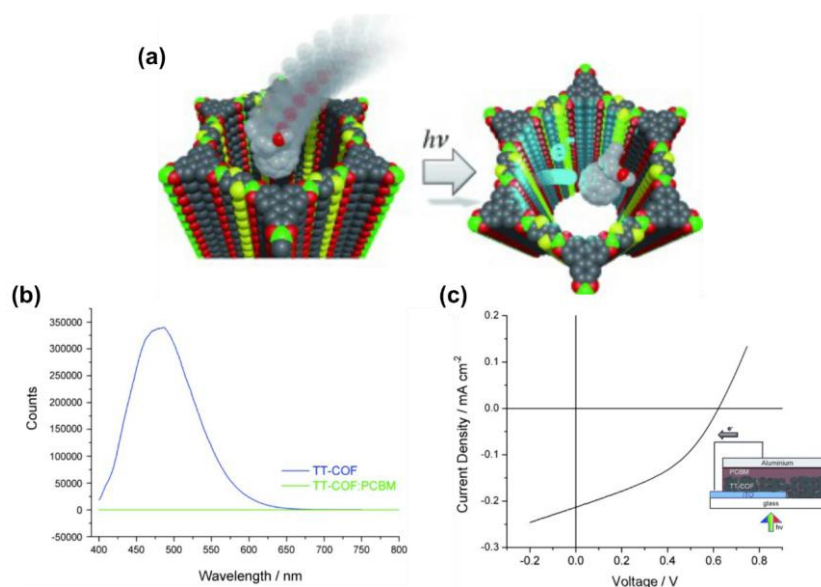 (a)
hν
e⁻
(b)
350000
300000
250000
200000
150000
100000
50000
0
-50000
Counts
TT-COF
TT-COF:PCBM
400 450 500 550 600 650 700 750 800
Wavelength / nm
(c)
0.2
0.1
0.0
-0.1
-0.2
-0.3
Current Density / mA cm⁻²
e⁻
Aluminium
PCBM
TT-COF
ITO
glass
hν
-0.2 0.0 0.2 0.4 0.6 0.8
Voltage / V